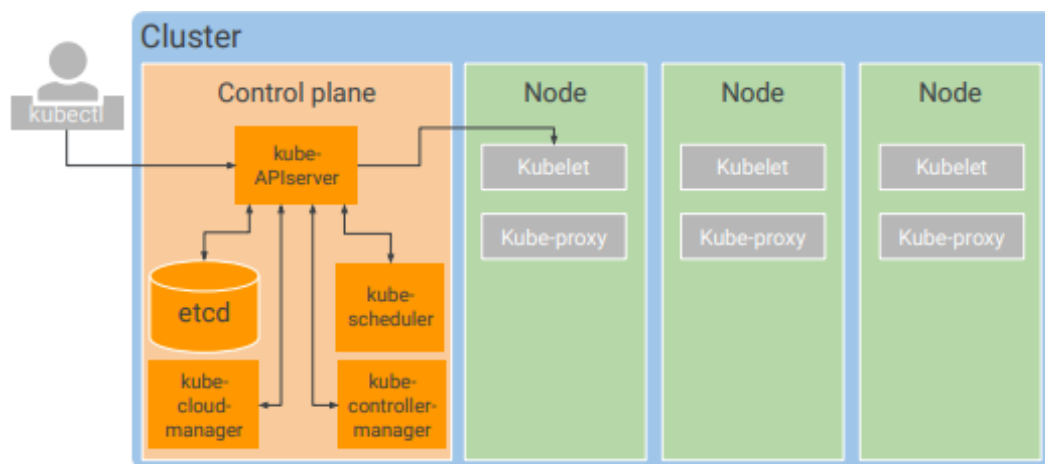 Cluster
kubectl
Control plane
kube-
APIserver
etcd
kube-
scheduler
kube-
cloud-
manager
kube-
controller-
manager
Node
Kubelet
Kube-proxy
Node
Kubelet
Kube-proxy
Node
Kubelet
Kube-proxy